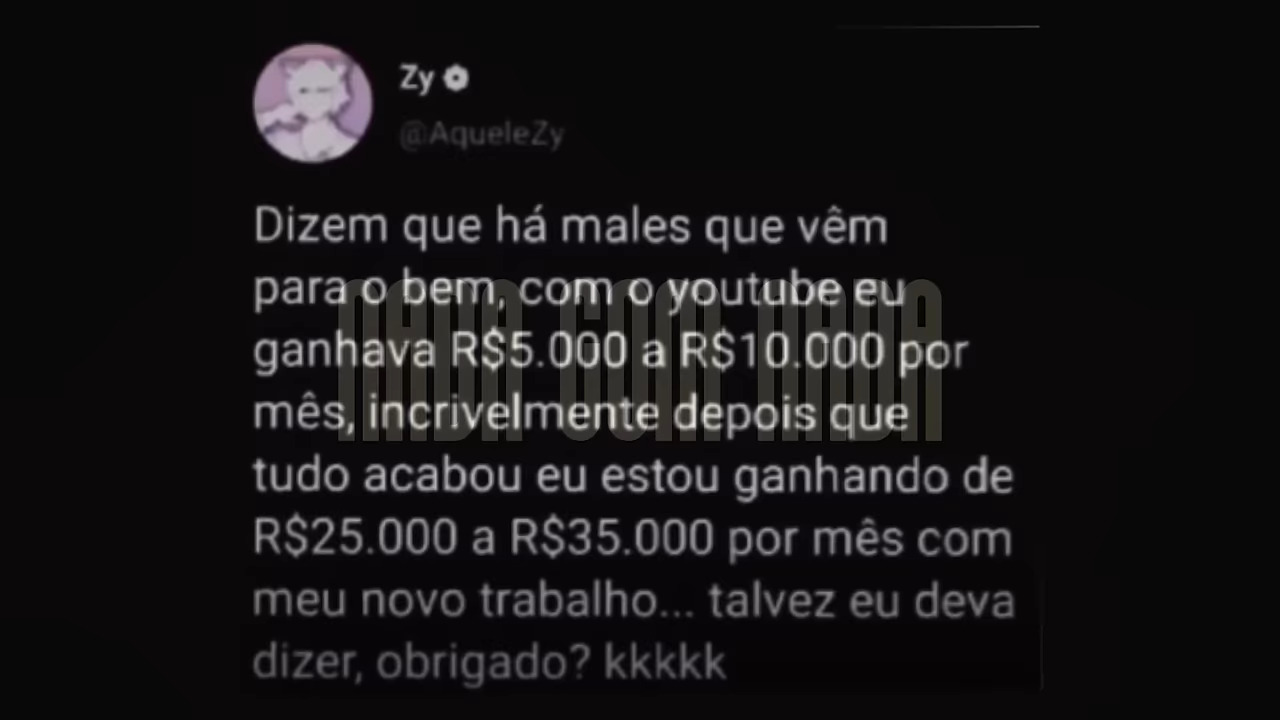 Zy
@AqueleZy
Dizem que há males que vêm
para o bem, com o youtube eu
ganhava R$5.000 a R$10.000 por
mês, incrivelmente depois que
tudo acabou eu estou ganhando de
R$25.000 a R$35.000 por mês com
meu novo trabalho... talvez eu deva
dizer, obrigado? kkkkk
NADA COM NADA